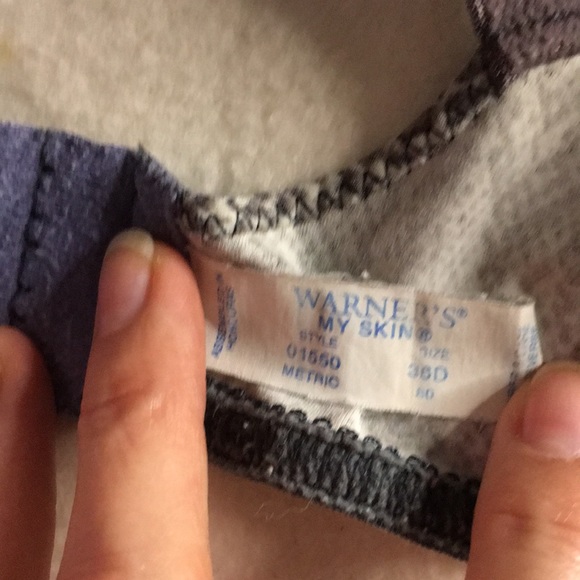 WARNER'S®
MY SKIN®
STYLE SIZE
01550 36D
METRIC 80